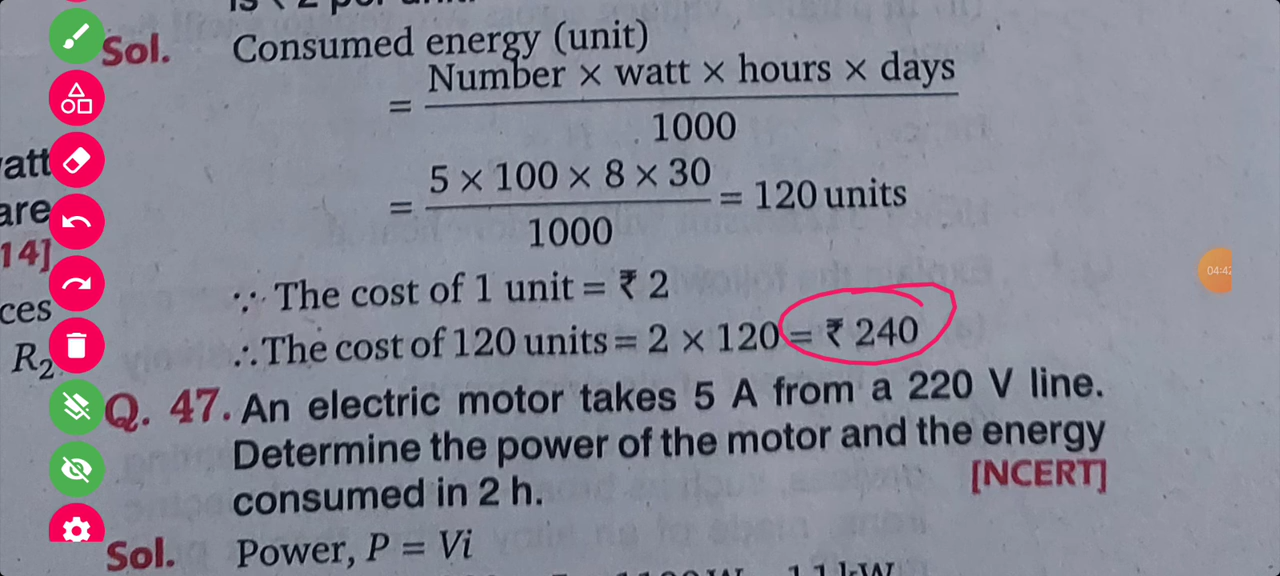 Sol. Consumed energy (unit)
= Number × watt × hours × days
1000
= 5 × 100 × 8 × 30 = 120 units
1000
∵ The cost of 1 unit = ₹ 2
∴ The cost of 120 units = 2 × 120 = ₹ 240
Q. 47. An electric motor takes 5 A from a 220 V line.
Determine the power of the motor and the energy
consumed in 2 h. [NCERT]
Sol. Power, P = Vi
att
are
14]
ces
R₂
04:42